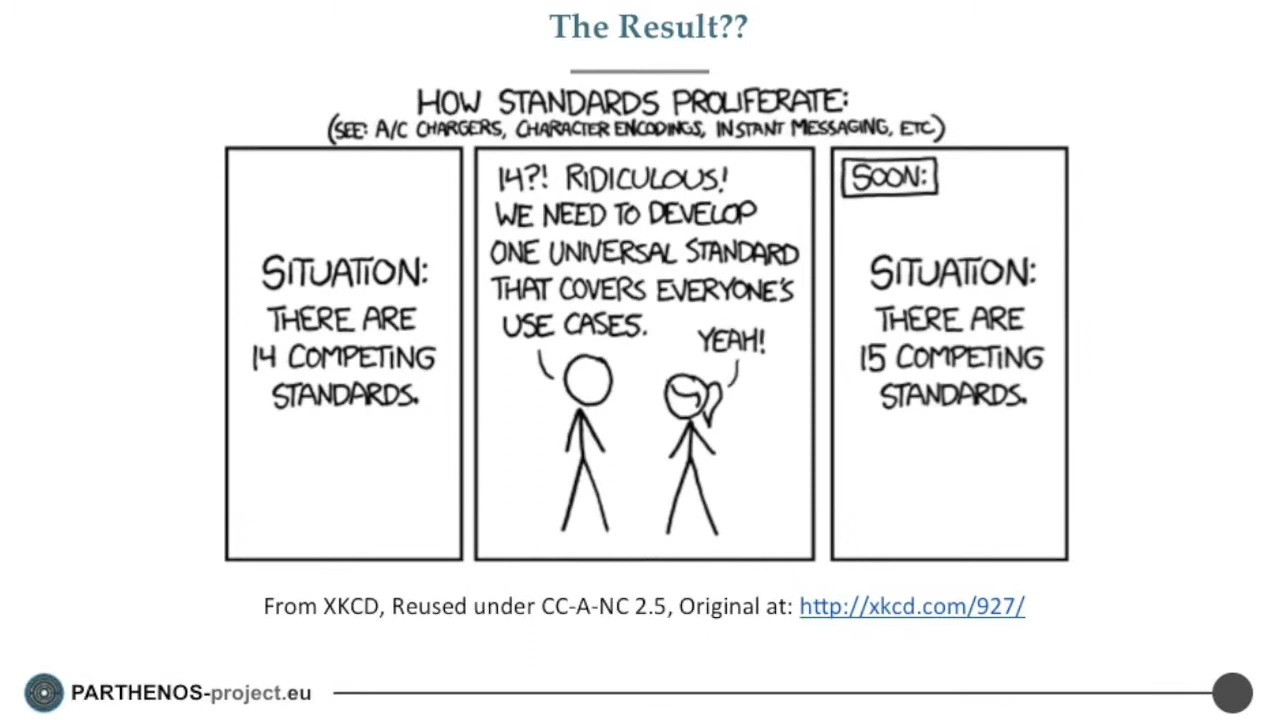 The Result??
HOW STANDARDS PROLIFERATE:
(SEE: A/C CHARGERS, CHARACTER ENCODINGS, INSTANT MESSAGING, ETC)
SITUATION:
THERE ARE
14 COMPETING
STANDARDS.
14?! RIDICULOUS!
WE NEED TO DEVELOP
ONE UNIVERSAL STANDARD
THAT COVERS EVERYONE'S
USE CASES.
YEAH!
SOON:
SITUATION:
THERE ARE
15 COMPETING
STANDARDS.
From XKCD, Reused under CC-A-NC 2.5, Original at: http://xkcd.com/927/
PARTHENOS-project.eu